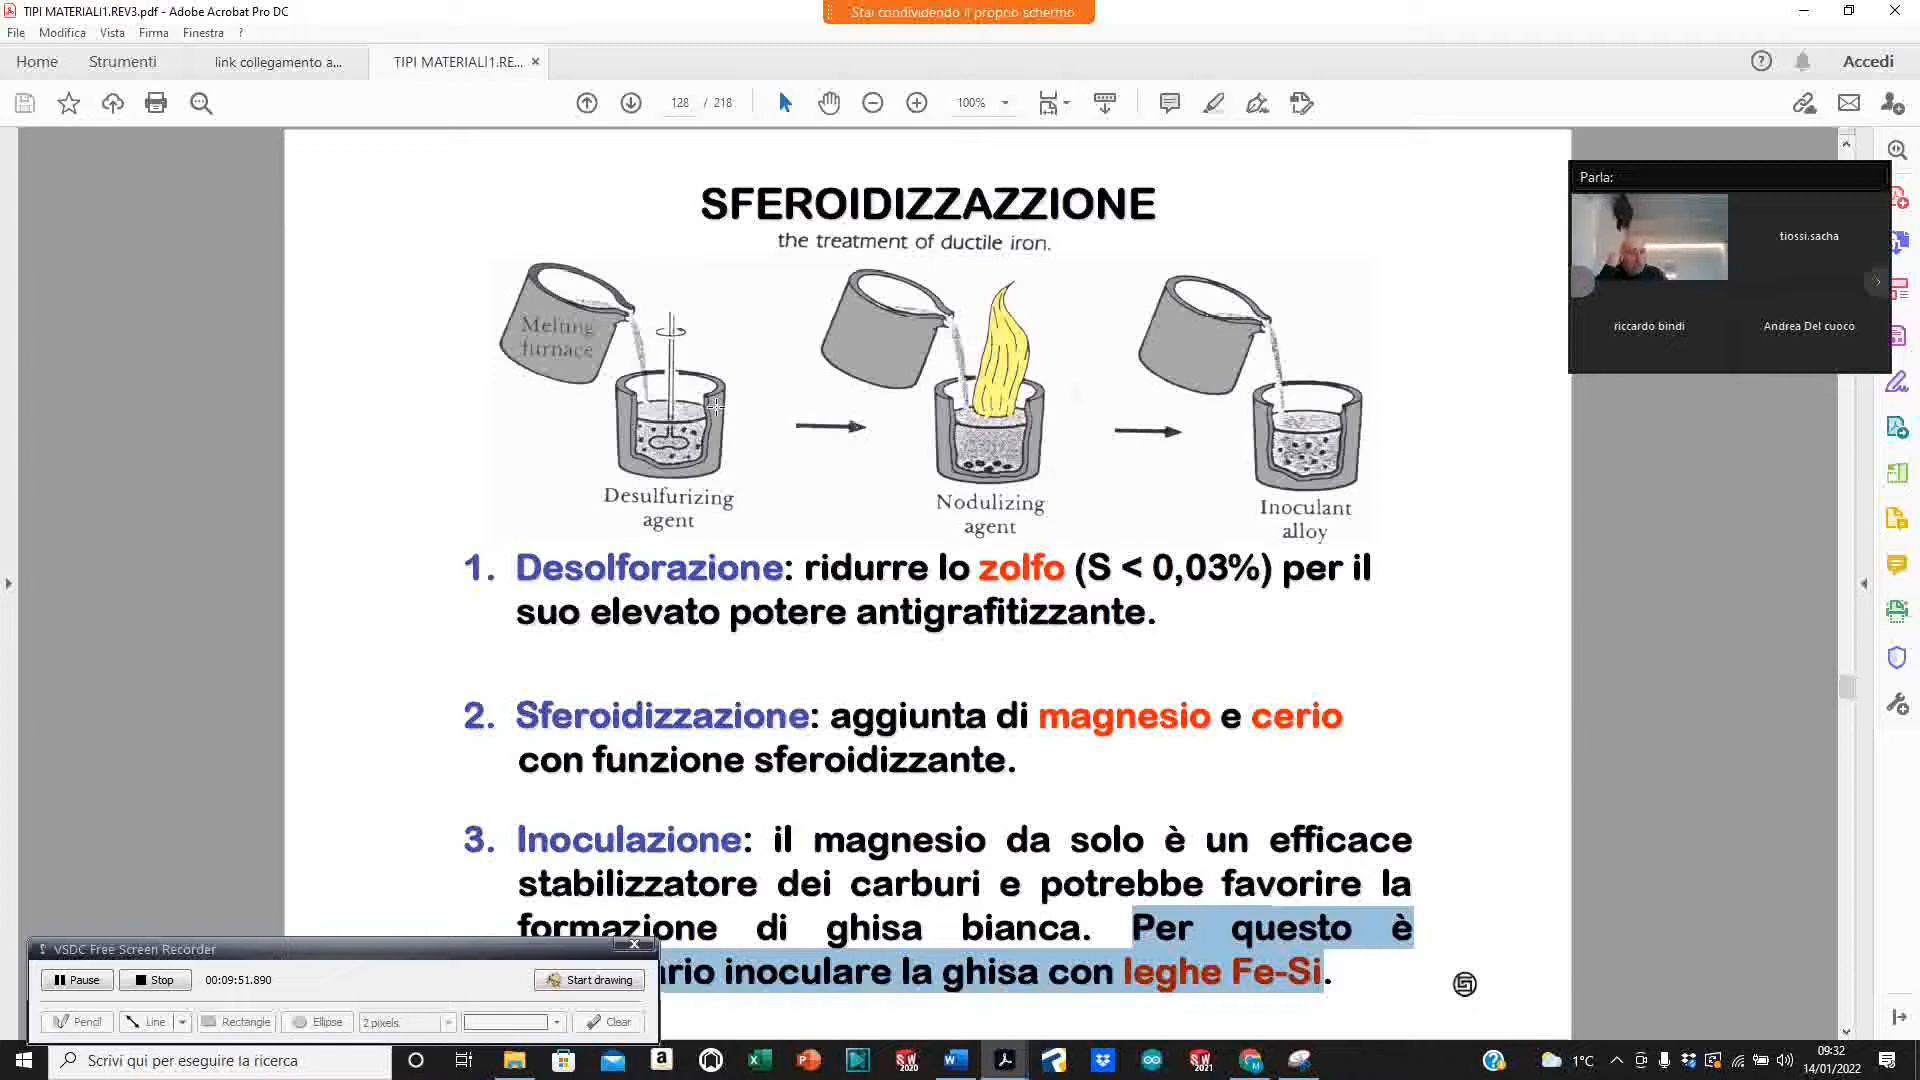 TIPI MATERIALI1.REV3.pdf - Adobe Acrobat Pro DC
Stai condividendo il proprio schermo
File Modifica Vista Firma Finestra ?
Home Strumenti link collegamento a... TIPI MATERIALI1.RE... × Accedi
128 / 218 100%
Parla:
tiossi.sacha
riccardo bindi Andrea Del cuoco
SFEROIDIZZAZZIONE
the treatment of ductile iron.
Melting
furnace
Desulfurizing
agent
Nodulizing
agent
Inoculant
alloy
1. Desolforazione: ridurre lo zolfo (S < 0,03%) per il
suo elevato potere antigrafitizzante.
2. Sferoidizzazione: aggiunta di magnesio e cerio
con funzione sferoidizzante.
3. Inoculazione: il magnesio da solo è un efficace
stabilizzatore dei carburi e potrebbe favorire la
formazione di ghisa bianca. Per questo è
ario inoculare la ghisa con leghe Fe-Si.
VSDC Free Screen Recorder
Pause Stop 00:09:51.890 Start drawing
Pencil Line Rectangle Ellipse 2 pixels. Clear
Scrivi qui per eseguire la ricerca
SW 2020
SW 2021
1°C
09:32
14/01/2022